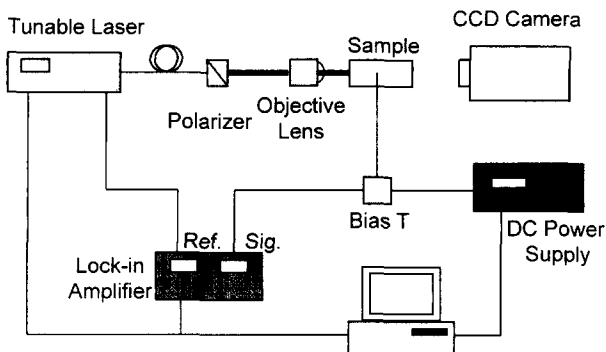 Tunable Laser
Sample
CCD Camera
Polarizer
Objective
Lens
Bias T
DC Power
Supply
Ref.
Sig.
Lock-in
Amplifier